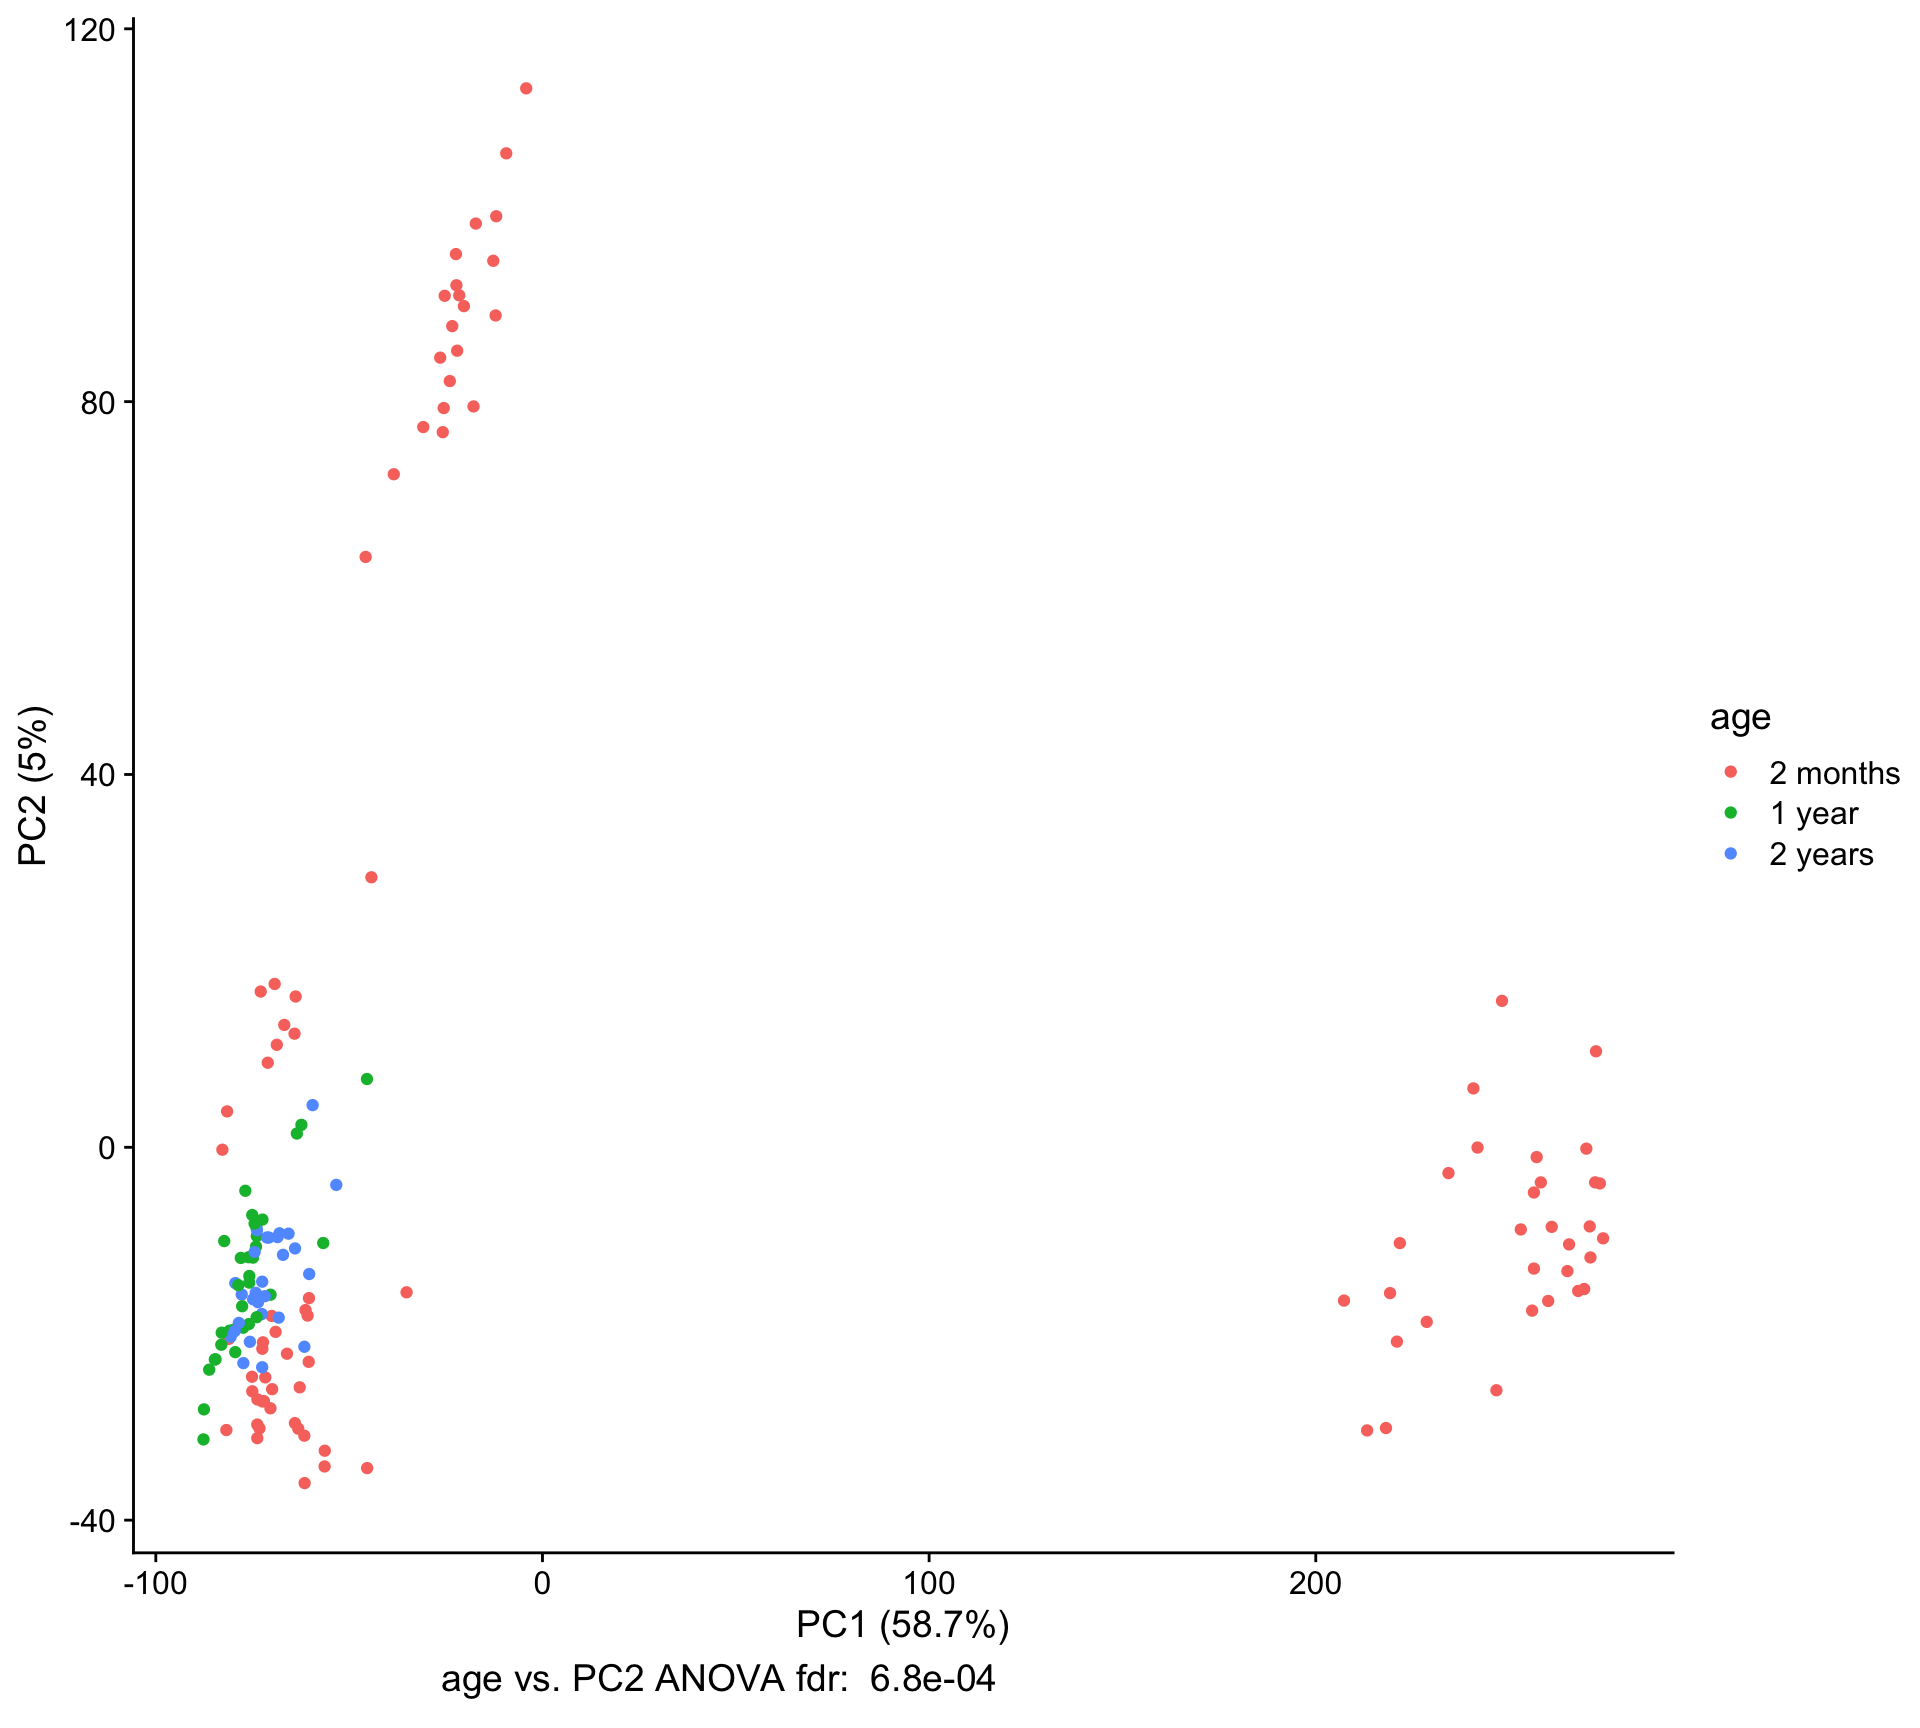 120
80
40
0
-40
PC2 (5%)
-100
0
100
200
PC1 (58.7%)
age vs. PC2 ANOVA fdr:  6.8e-04
age
2 months
1 year
2 years